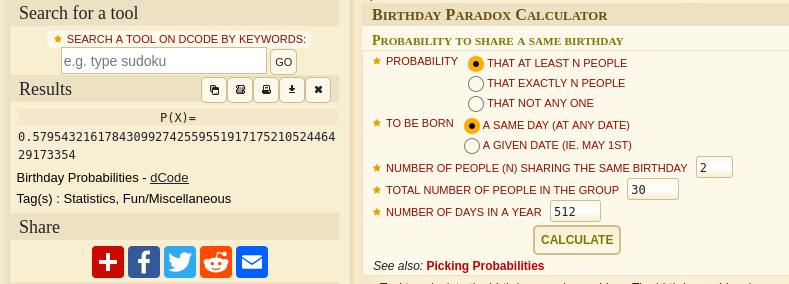 Search for a tool
★ SEARCH A TOOL ON DCODE BY KEYWORDS:
e.g. type sudoku
GO
Results
P(X)=
0.57954321617843099274255955191717521052446​4
29173354
Birthday Probabilities - dCode
Tag(s) : Statistics, Fun/Miscellaneous
Share
BIRTHDAY PARADOX CALCULATOR
PROBABILITY TO SHARE A SAME BIRTHDAY
★ PROBABILITY THAT AT LEAST N PEOPLE
THAT EXACTLY N PEOPLE
THAT NOT ANY ONE
★ TO BE BORN A SAME DAY (AT ANY DATE)
A GIVEN DATE (IE. MAY 1ST)
★ NUMBER OF PEOPLE (N) SHARING THE SAME BIRTHDAY 2
★ TOTAL NUMBER OF PEOPLE IN THE GROUP 30
★ NUMBER OF DAYS IN A YEAR 512
CALCULATE
See also: Picking Probabilities